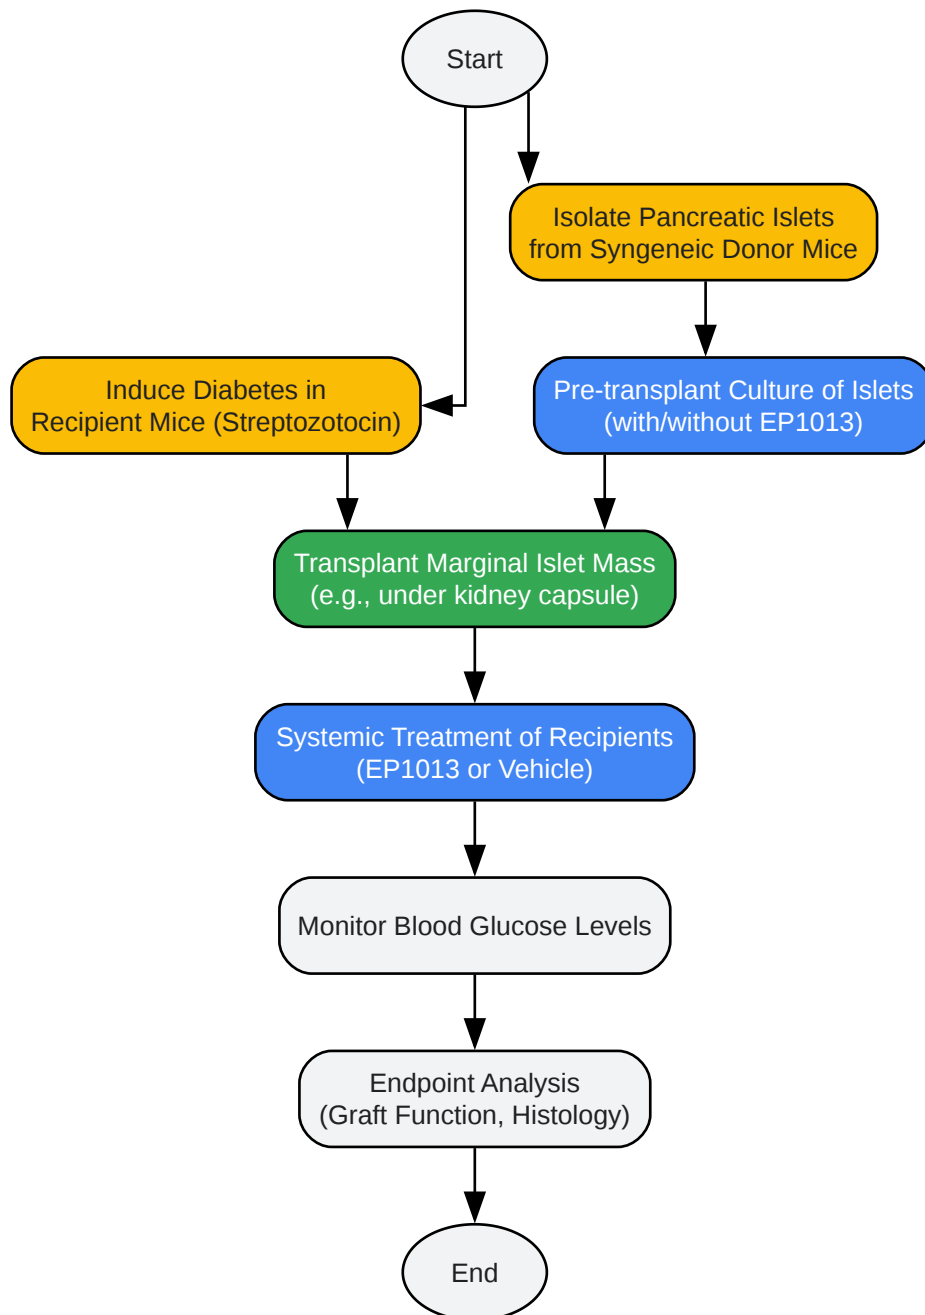 Start
Isolate Pancreatic Islets
from Syngeneic Donor Mice
Induce Diabetes in
Recipient Mice (Streptozotocin)
Pre-transplant Culture of Islets
(with/without EP1013)
Transplant Marginal Islet Mass
(e.g., under kidney capsule)
Systemic Treatment of Recipients
(EP1013 or Vehicle)
Monitor Blood Glucose Levels
Endpoint Analysis
(Graft Function, Histology)
End